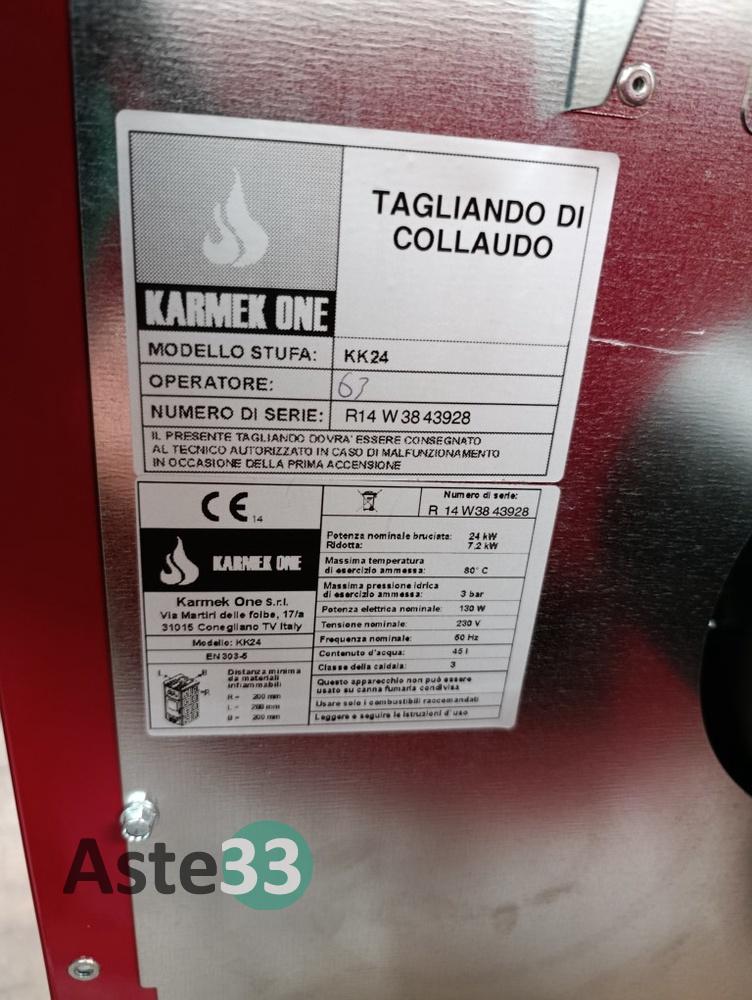 TAGLIANDO DI
COLLAUDO
KARMEK ONE
MODELLO STUFA: KK24
OPERATORE: 63
NUMERO DI SERIE: R14 W38 43928
IL PRESENTE TAGLIANDO DOVRA' ESSERE CONSEGNATO
AL TECNICO AUTORIZZATO IN CASO DI MALFUNZIONAMENTO
IN OCCASIONE DELLA PRIMA ACCENSIONE
CE 14
KARMEK ONE
Karmek One S.r.l.
Via Martiri delle foibe, 17/a
31015 Conegliano TV Italy
Modello: KK24
EN 303-5
Distanza minima
da materiali
infiammabili
L B
R
R = 200 mm
L = 200 mm
B = 200 mm
Numero di serie:
R 14 W38 43928
Potenza nominale bruciata: 24 kW
Ridotta: 7.2 kW
Massima temperatura
di esercizio ammessa: 80° C
Massima pressione idrica
di esercizio ammessa: 3 bar
Potenza elettrica nominale: 130 W
Tensione nominale: 230 V
Frequenza nominale: 50 Hz
Contenuto d'acqua: 45 l
Classe della caldaia: 3
Questo apparecchio non può essere
usato su canna fumaria condivisa
Usare solo i combustibili raccomandati
Leggere e seguire le istruzioni d'uso
Aste33